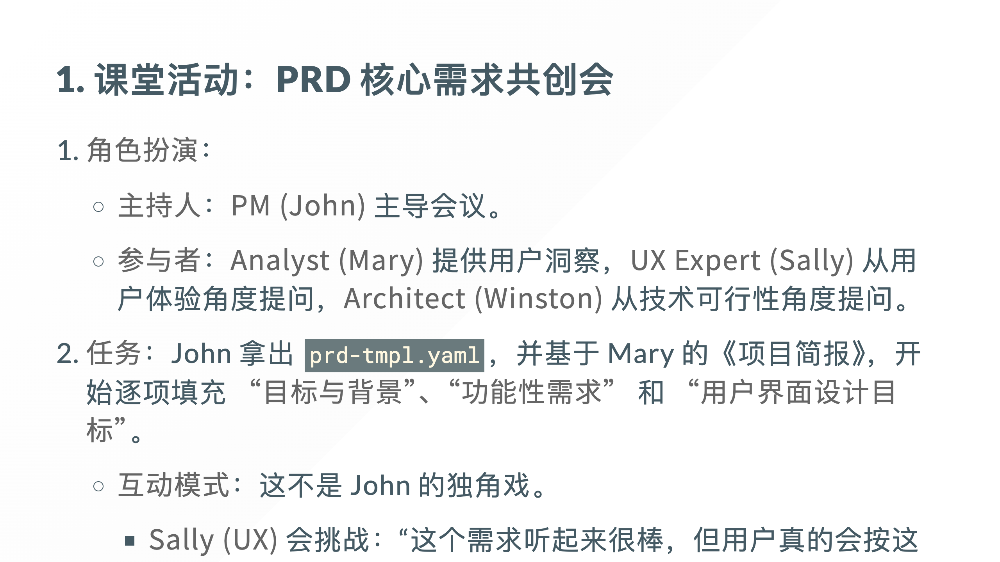 1. 课堂活动：PRD 核心需求共创会
1. 角色扮演：
○ 主持人：PM (John) 主导会议。
○ 参与者：Analyst (Mary) 提供用户洞察，UX Expert (Sally) 从用
户体验角度提问，Architect (Winston) 从技术可行性角度提问。
2. 任务：John 拿出 prd-tmpl.yaml，并基于 Mary 的《项目简报》，开
始逐项填充 “目标与背景”、“功能性需求” 和 “用户界面设计目
标”。
○ 互动模式：这不是 John 的独角戏。
■ Sally (UX) 会挑战：“这个需求听起来很棒，但用户真的会按这